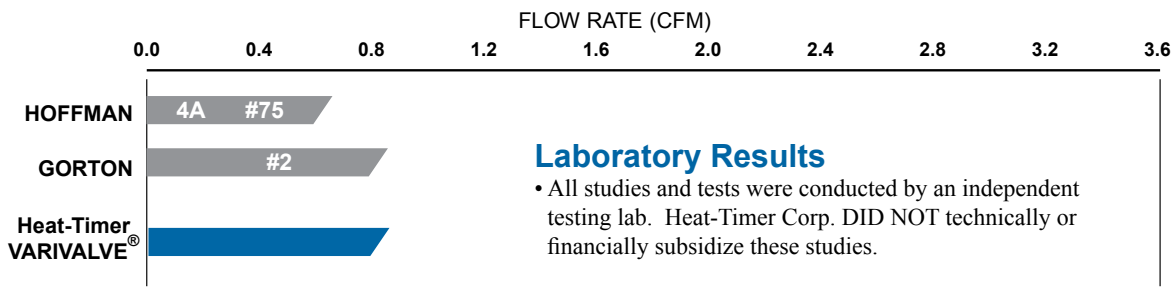 FLOW RATE (CFM)
0.0 0.4 0.8 1.2 1.6 2.0 2.4 2.8 3.2 3.6
HOFFMAN 4A #75
GORTON #2
Heat-Timer
VARIVALVE®
Laboratory Results
• All studies and tests were conducted by an independent
testing lab. Heat-Timer Corp. DID NOT technically or
financially subsidize these studies.